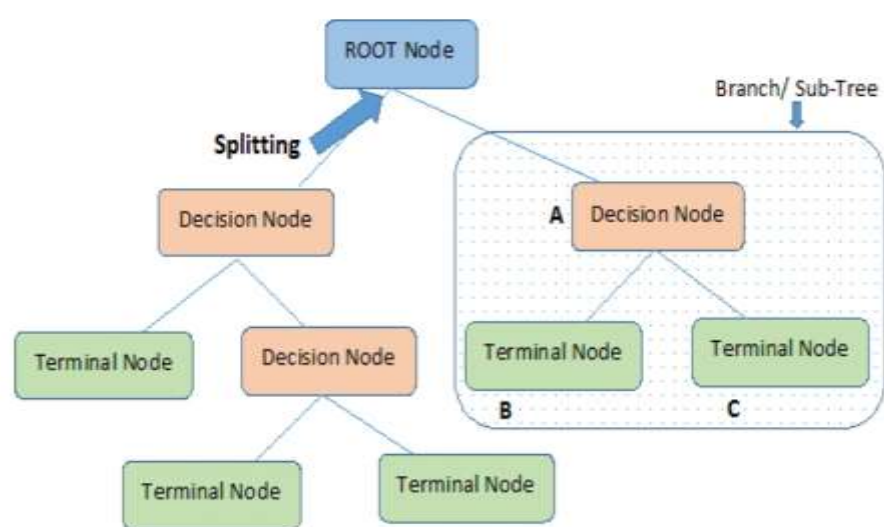 ROOT Node
Branch/ Sub-Tree
Splitting
Decision Node
A
Decision Node
Terminal Node
Decision Node
Terminal Node
Terminal Node
B
C
Terminal Node
Terminal Node